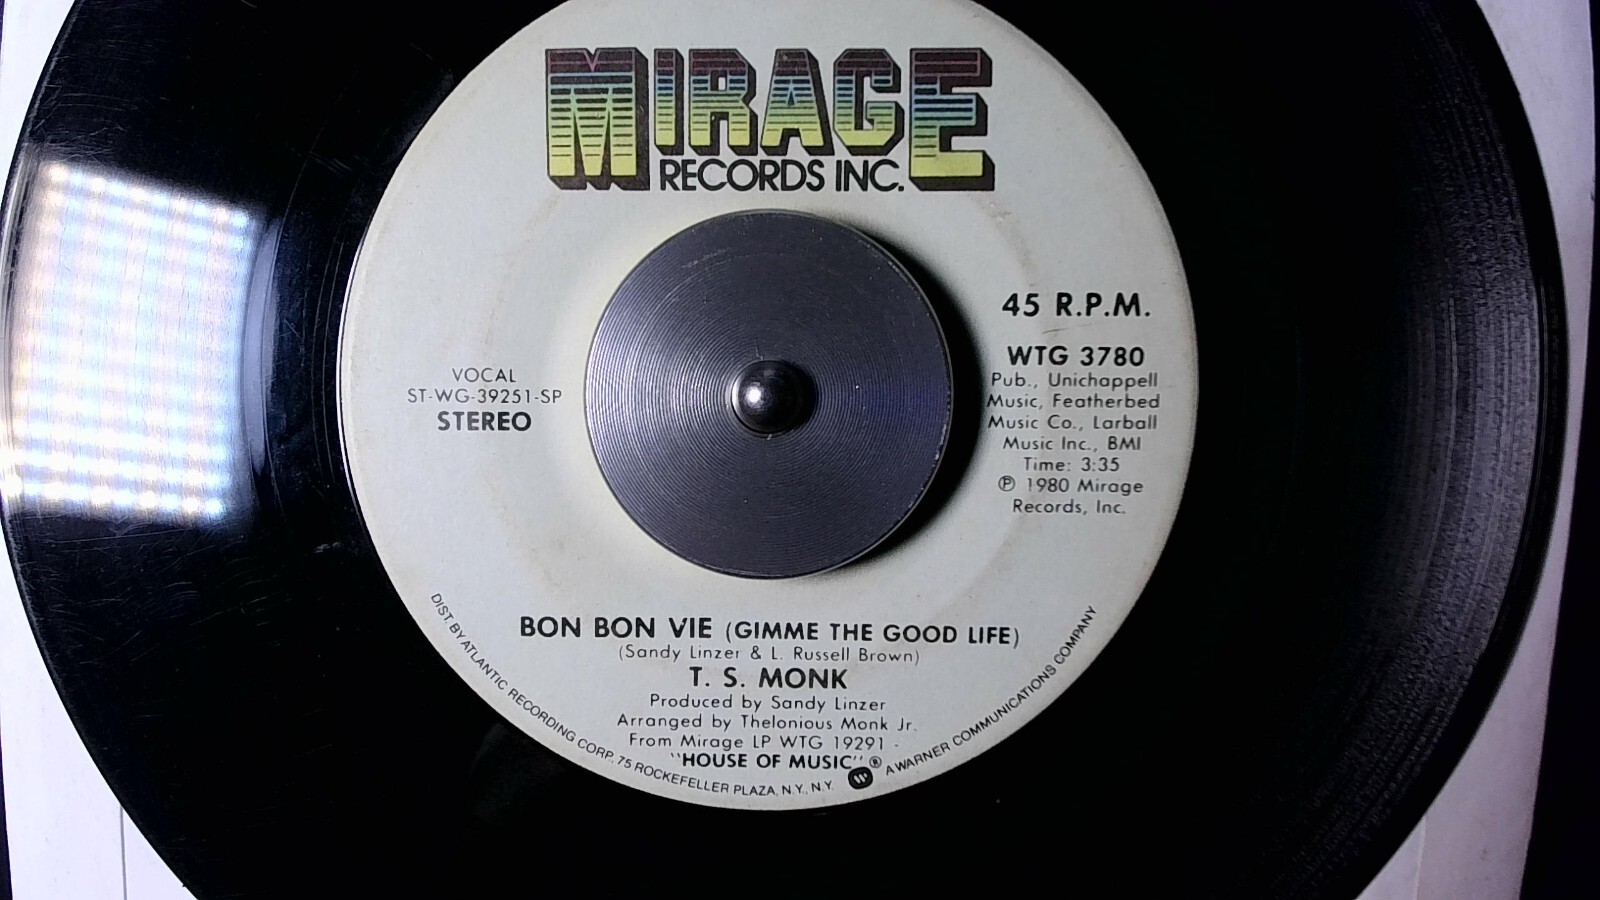 MIRAGE
RECORDS INC.
45 R.P.M.
WTG 3780
Pub., Unichappell
Music, Featherbed
Music Co., Larball
Music Inc., BMI
Time: 3:35
℗ 1980 Mirage
Records, Inc.
VOCAL
ST-WG-39251-SP
STEREO
BON BON VIE (GIMME THE GOOD LIFE)
(Sandy Linzer & L. Russell Brown)
T. S. MONK
Produced by Sandy Linzer
Arranged by Thelonious Monk Jr.
From Mirage LP WTG 19291 -
"HOUSE OF MUSIC" ®
DIST. BY ATLANTIC RECORDING CORP. 75 ROCKEFELLER PLAZA, N.Y., N.Y. W A WARNER COMMUNICATIONS COMPANY